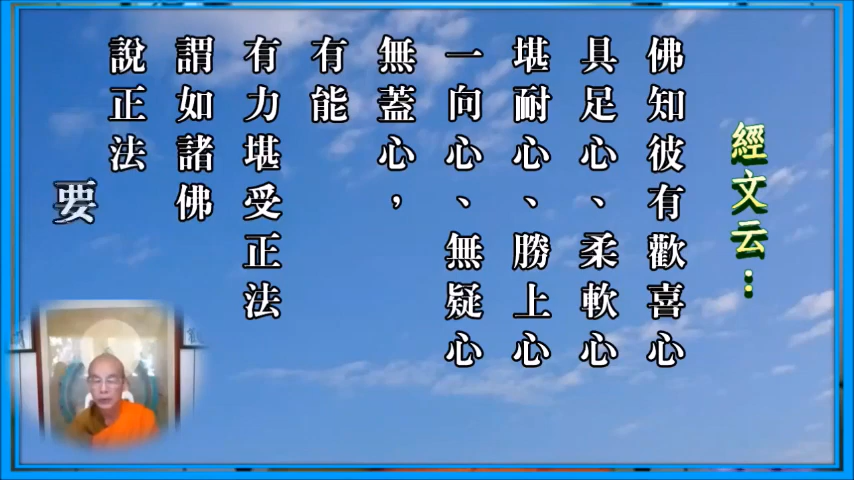 經文云：
佛知彼有歡喜心
具足心、柔軟心
堪耐心、勝上心
一向心、無疑心
無蓋心，
有能
有力堪受正法
謂如諸佛
說正法
要